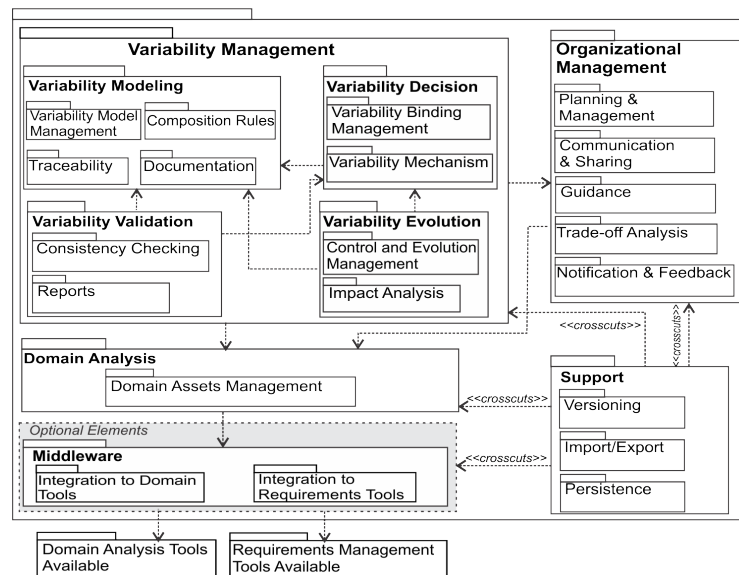 Variability Management
Variability Modeling
Variability Model
Management
Composition Rules
Traceability
Documentation
Variability Decision
Variability Binding
Management
Variability Mechanism
Variability Validation
Consistency Checking
Reports
Variability Evolution
Control and Evolution
Management
Impact Analysis
Organizational
Management
Planning &
Management
Communication
& Sharing
Guidance
Trade-off Analysis
Notification & Feedback
<<crosscuts>>
<<crosscuts>>
Domain Analysis
Domain Assets Management
<<crosscuts>>
Support
Versioning
Import/Export
Persistence
Optional Elements
<<crosscuts>>
Middleware
Integration to Domain
Tools
Integration to
Requirements Tools
Domain Analysis Tools
Available
Requirements Management
Tools Available